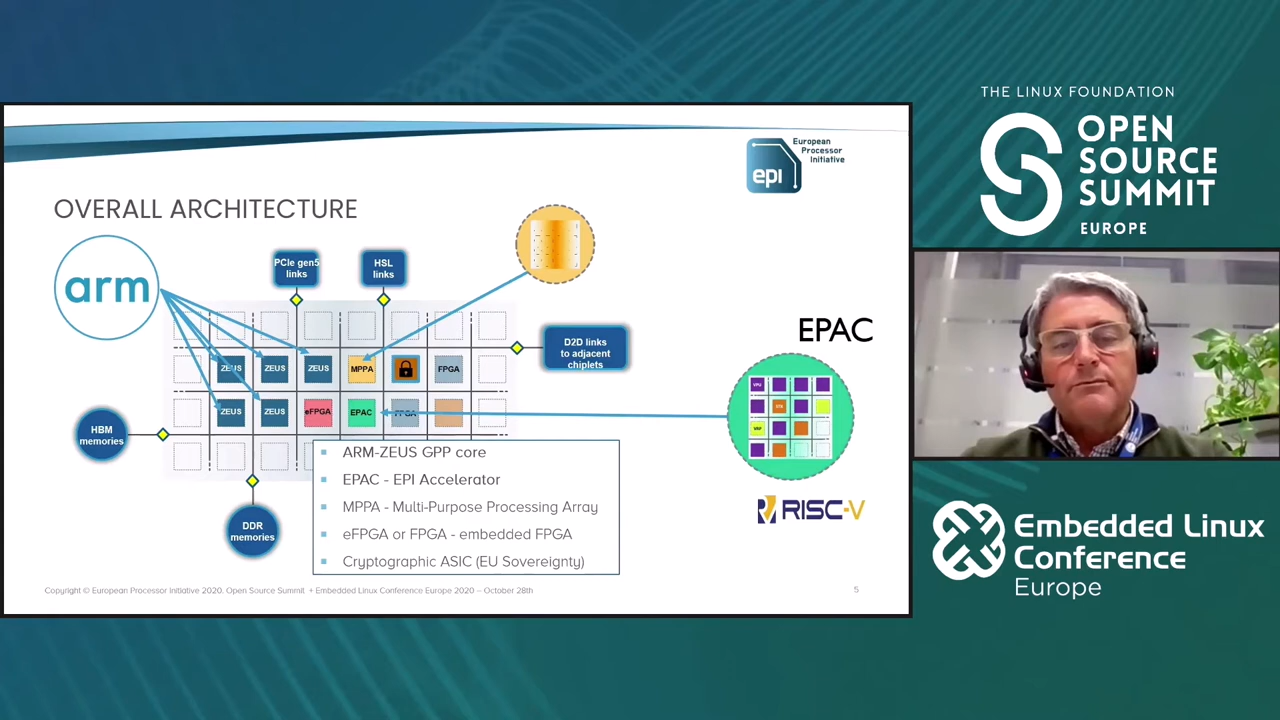 THE LINUX FOUNDATION
OPEN
SOURCE
SUMMIT
EUROPE
European
Processor
Initiative
epi
OVERALL ARCHITECTURE
arm
PCIe gen5
links
HSL
links
D2D links
to adjacent
chiplets
EPAC
ZEUS
ZEUS
ZEUS
MPPA
FPGA
ZEUS
ZEUS
eFPGA
EPAC
FPGA
HBM
memories
DDR
memories
VPU
STX
VRP
RISC-V
ARM-ZEUS GPP core
EPAC - EPI Accelerator
MPPA - Multi-Purpose Processing Array
eFPGA or FPGA - embedded FPGA
Cryptographic ASIC (EU Sovereignty)
Copyright © European Processor Initiative 2020. Open Source Summit + Embedded Linux Conference Europe 2020 – October 28th
5
Embedded Linux
Conference
Europe